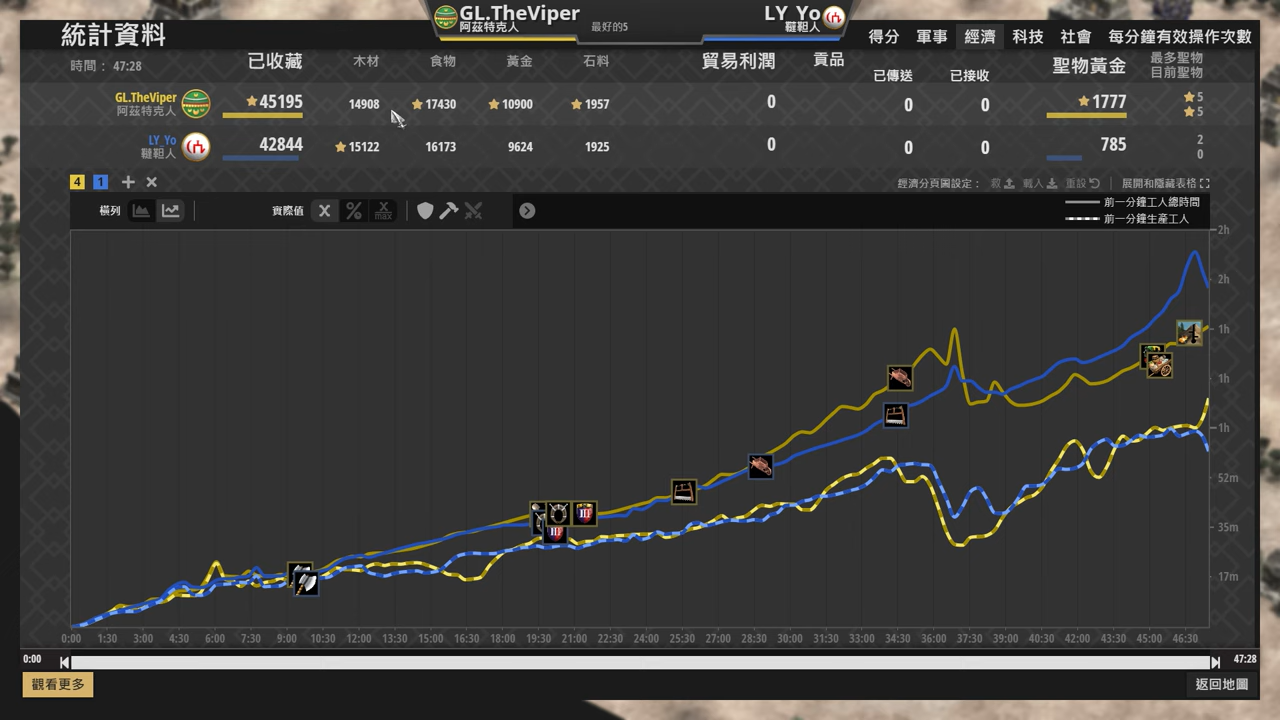 GL.TheViper
阿茲特克人
最好的5
LY_Yo
韃靼人
統計資料
得分 軍事 經濟 科技 社會 每分鐘有效操作次數
時間： 47:28
已收藏 木材 食物 黃金 石料 貿易利潤 貢品 已傳送 已接收 聖物黃金 最多聖物
目前聖物
GL.TheViper
阿茲特克人
45195 14908 17430 10900 1957 0 0 0 1777 5
5
LY_Yo
韃靼人
42844 15122 16173 9624 1925 0 0 0 785 2
0
4 1
經濟分頁圖設定： 載入 重設 展開和隱藏表格
橫列 實際值 X % X
max
前一分鐘工人總時間
前一分鐘生產工人
2h
2h
1h
1h
1h
52m
35m
17m
III
III
0:00 1:30 3:00 4:30 6:00 7:30 9:00 10:30 12:00 13:30 15:00 16:30 18:00 19:30 21:00 22:30 24:00 25:30 27:00 28:30 30:00 31:30 33:00 34:30 36:00 37:30 39:00 40:30 42:00 43:30 45:00 46:30
0:00 47:28
觀看更多 返回地圖